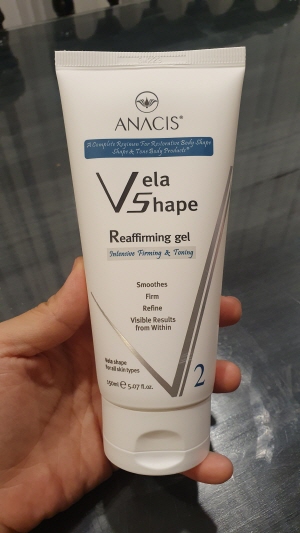 ANACIS®
A Complete Regimen For Restorative Body Shape
Shape & Tone Body Products®
Vela
Shape
Reaffirming gel
Intensive Firming & Toning
Smoothes
Firm
Refine
Visible Results
from Within
Vela shape
for all skin types
150ml ℮ 5.07 fl.oz.
2